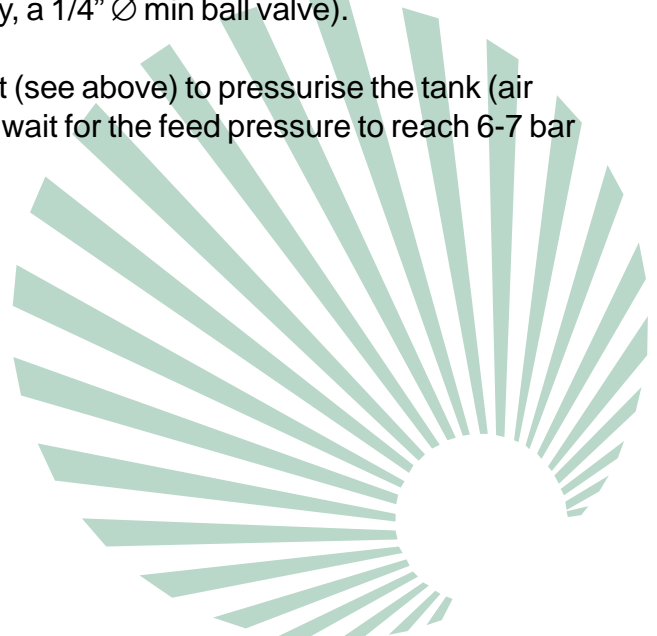 y, a 1/4” ∅ min ball valve).
t (see above) to pressurise the tank (air
wait for the feed pressure to reach 6-7 bar